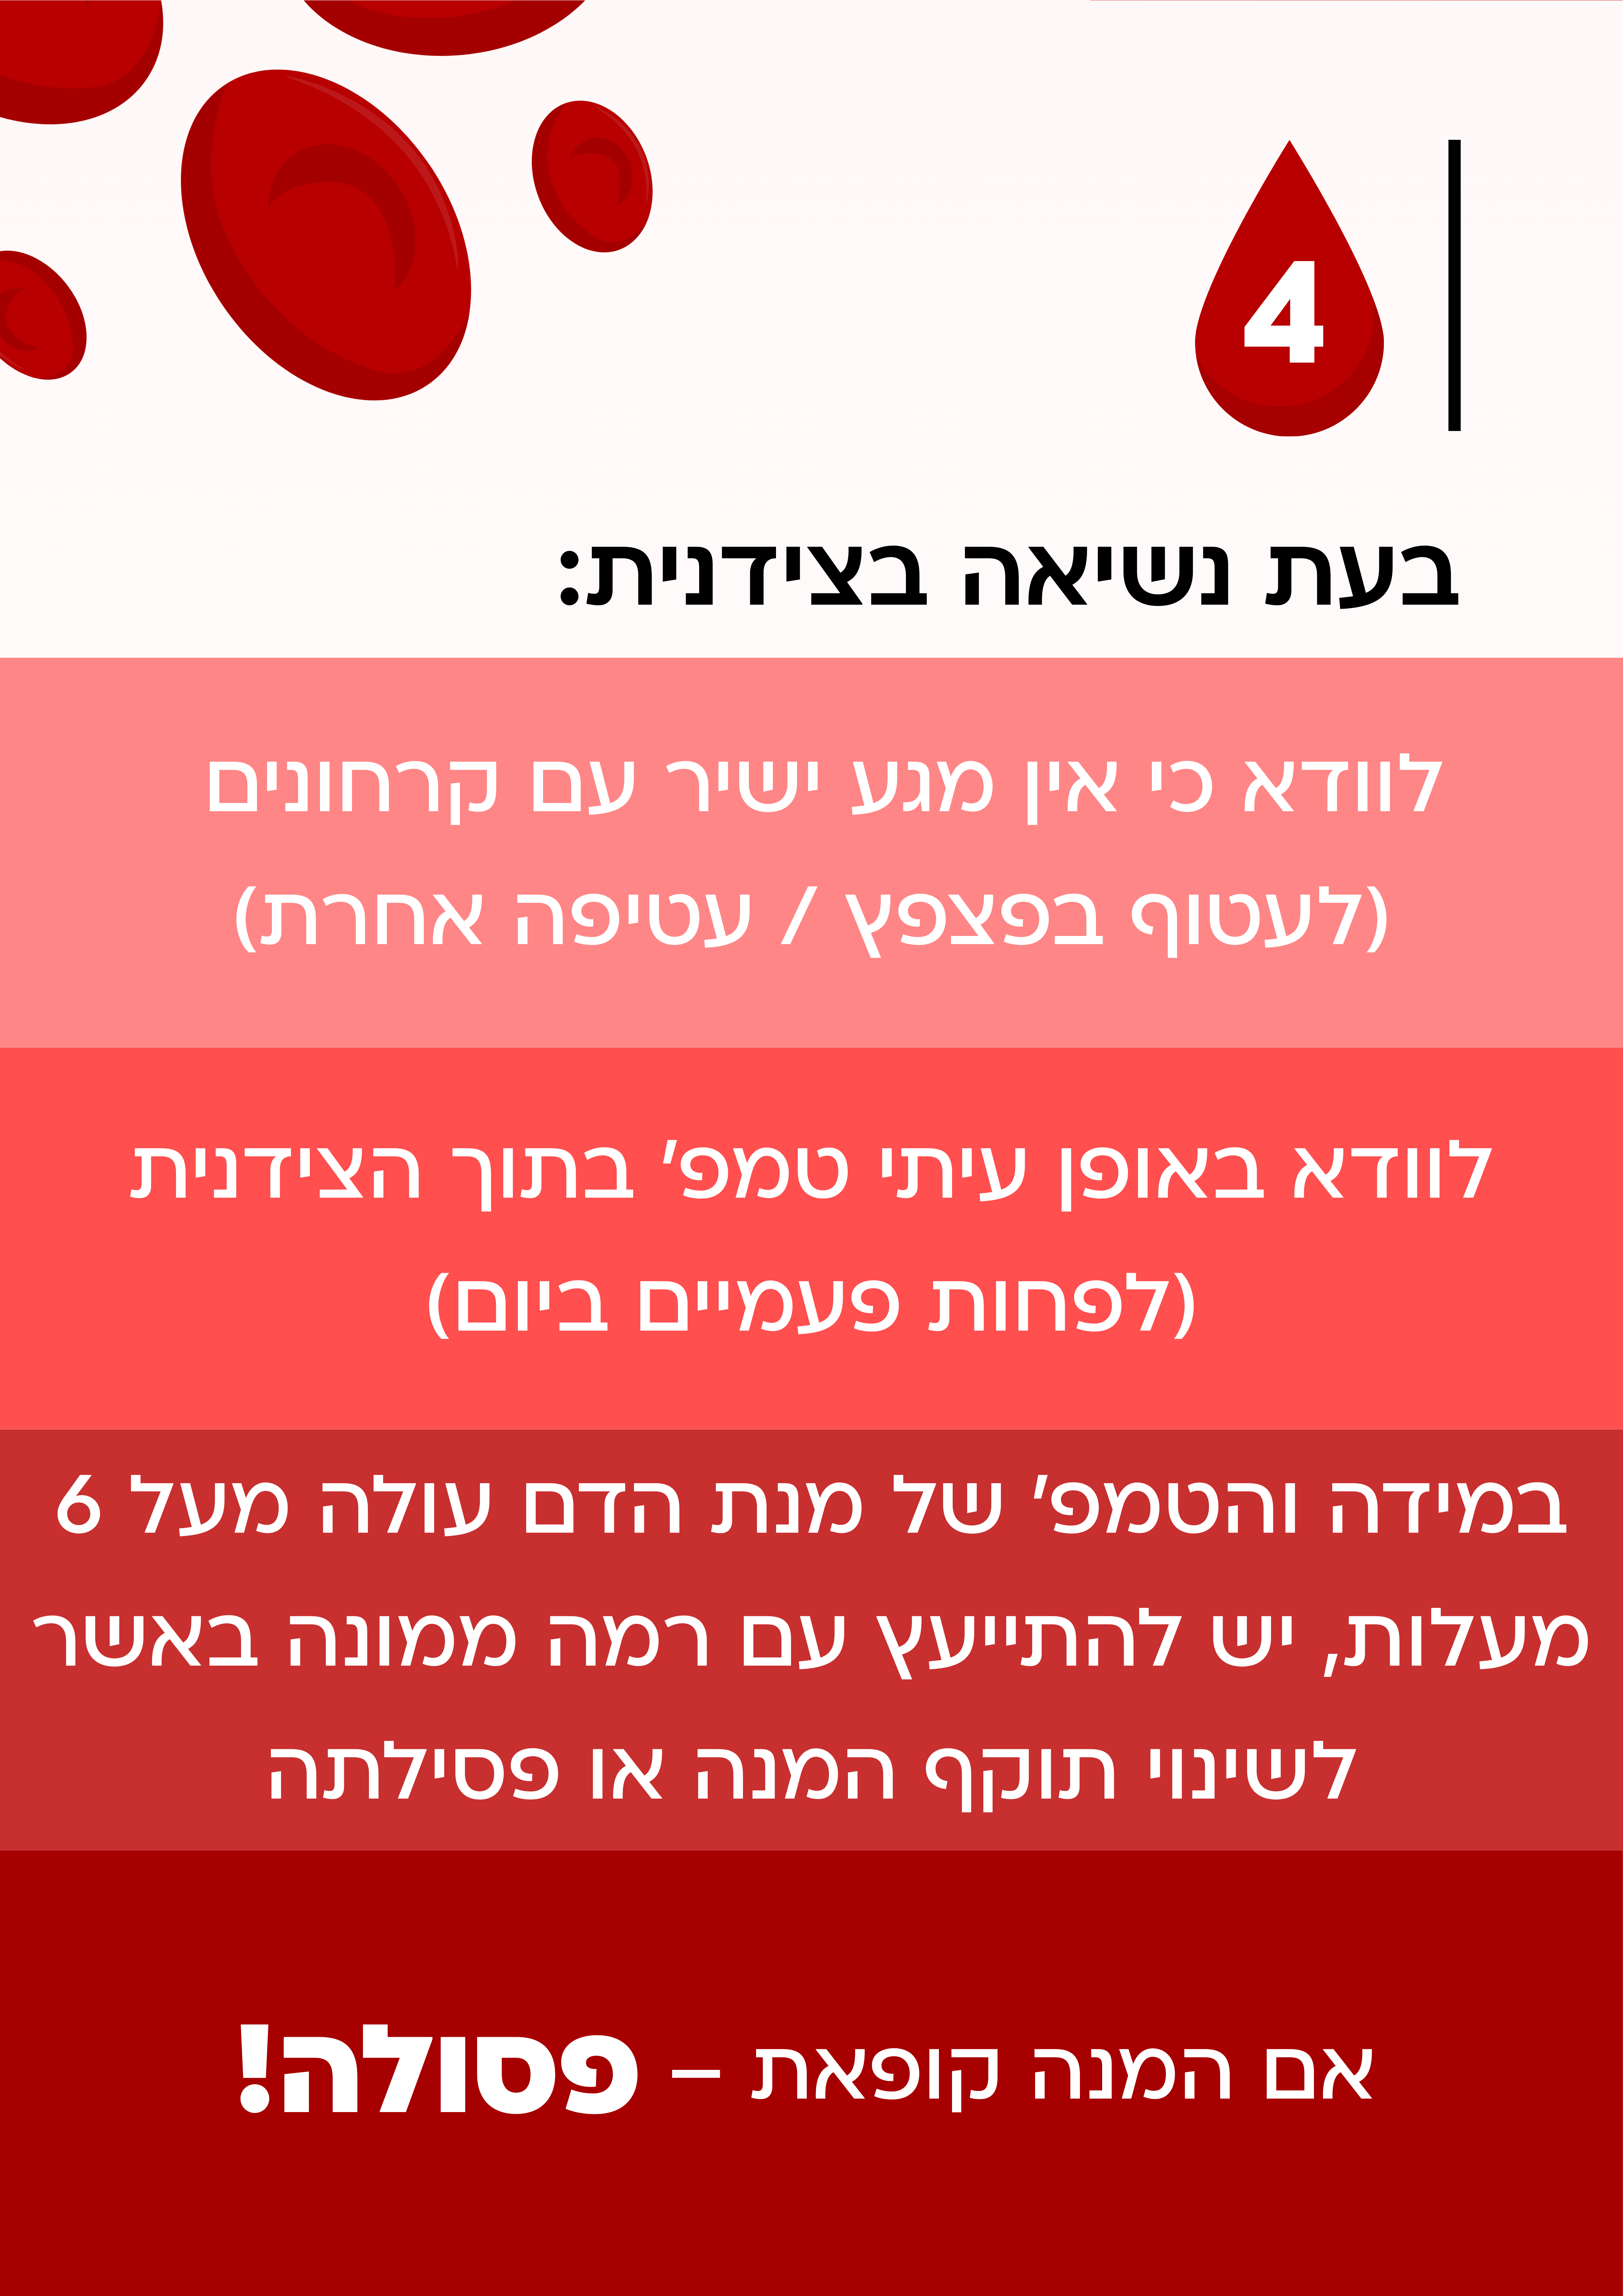 4
בעת נשיאה בצידנית:
לוודא כי אין מגע ישיר עם קרחונים
(לעטוף בפצפץ / עטיפה אחרת)
לוודא באופן עיתי טמפ' בתוך הצידנית
(לפחות פעמיים ביום)
במידה והטמפ' של מנת הדם עולה מעל 6
מעלות, יש להתייעץ עם רמה ממונה באשר
לשינוי תוקף המנה או פסילתה
אם המנה קופאת – פסולה!